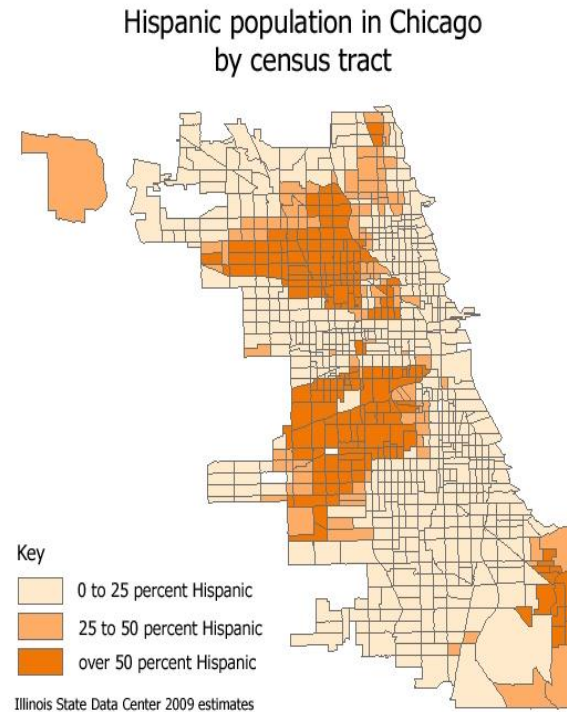 Hispanic population in Chicago
by census tract
Key
0 to 25 percent Hispanic
25 to 50 percent Hispanic
over 50 percent Hispanic
Illinois State Data Center 2009 estimates